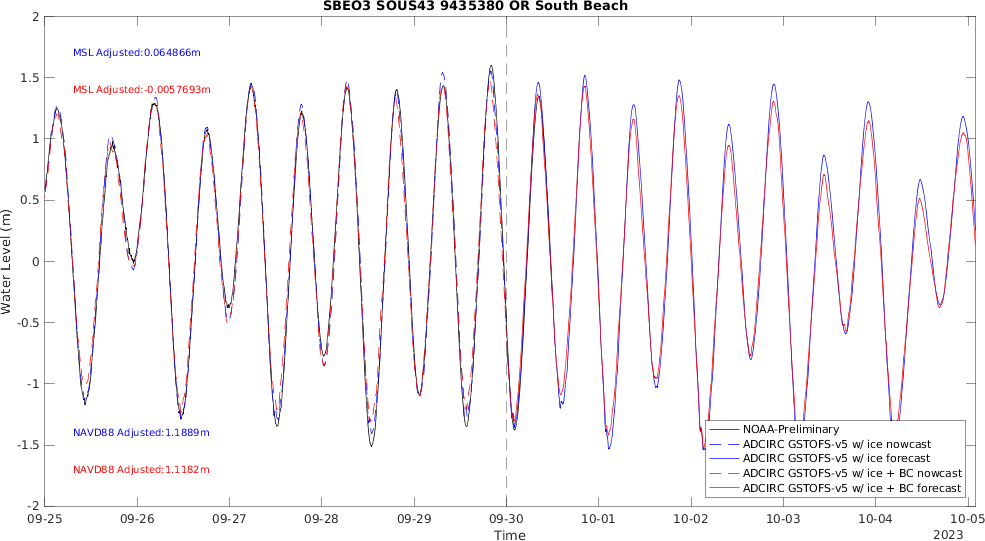 SBEO3 SOUS43 9435380 OR South Beach
2
1.5
1
0.5
0
-0.5
-1
-1.5
-2
Water Level (m)
MSL Adjusted:0.064866m
MSL Adjusted:-0.0057693m
NAVD88 Adjusted:1.1889m
NAVD88 Adjusted:1.1182m
NOAA-Preliminary
ADCIRC GSTOFS-v5 w/ ice nowcast
ADCIRC GSTOFS-v5 w/ ice forecast
ADCIRC GSTOFS-v5 w/ ice + BC nowcast
ADCIRC GSTOFS-v5 w/ ice + BC forecast
09-25 09-26 09-27 09-28 09-29 09-30 10-01 10-02 10-03 10-04 10-05
Time
2023